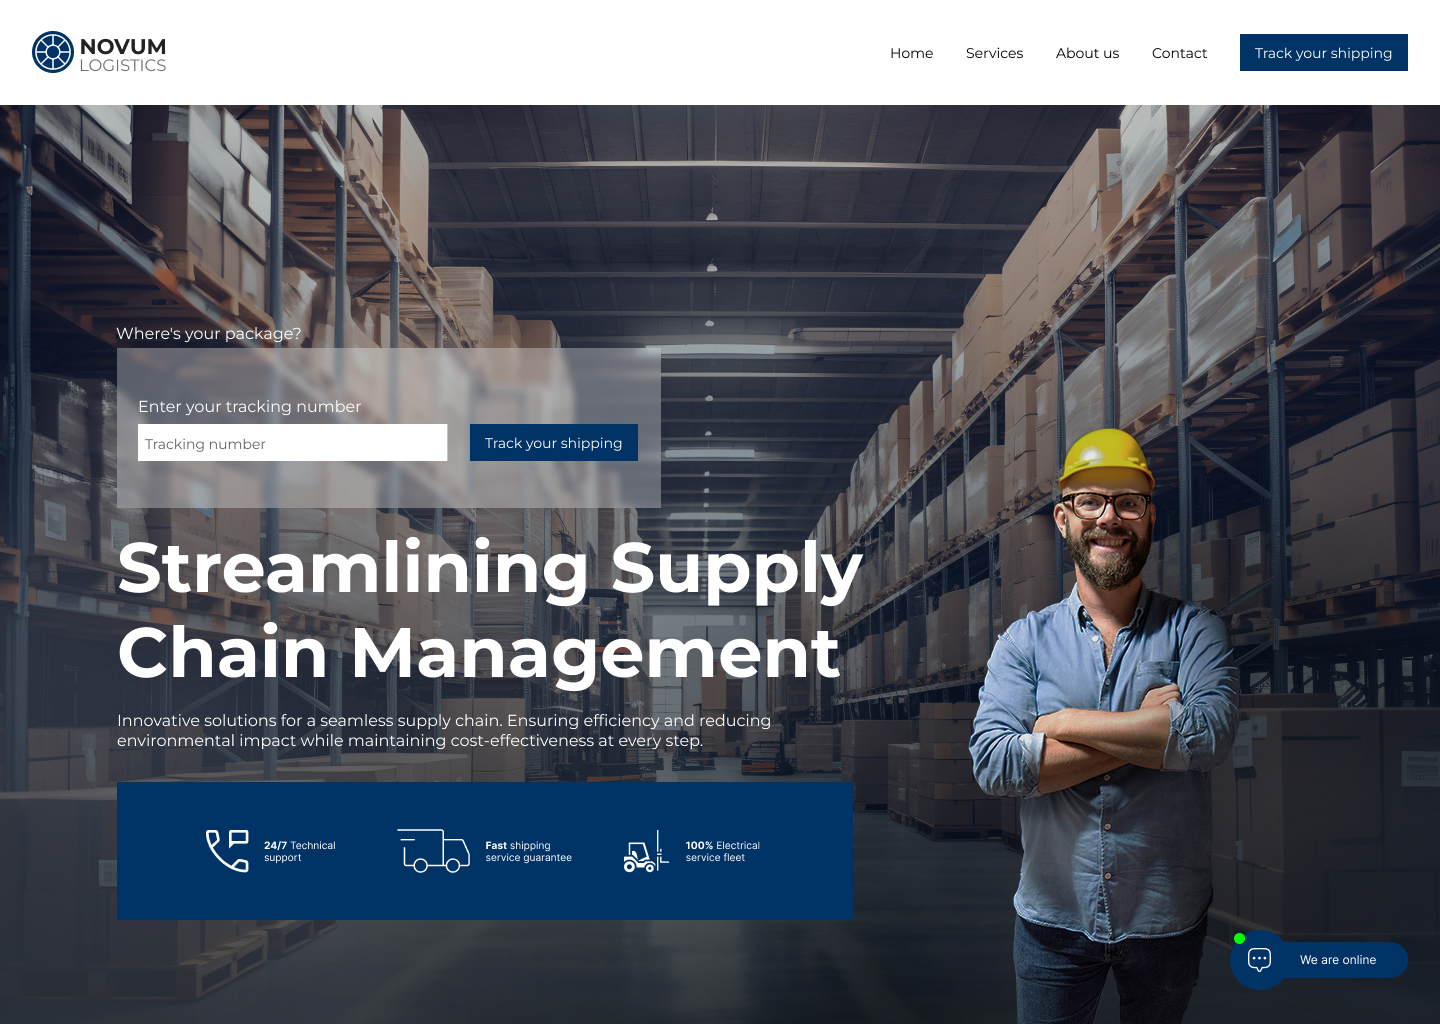 NOVUM
LOGISTICS
Home
Services
About us
Contact
Track your shipping
Where's your package?
Enter your tracking number
Tracking number
Track your shipping
Streamlining Supply
Chain Management
Innovative solutions for a seamless supply chain. Ensuring efficiency and reducing
environmental impact while maintaining cost-effectiveness at every step.
24/7 Technical
support
Fast shipping
service guarantee
100% Electrical
service fleet
We are online